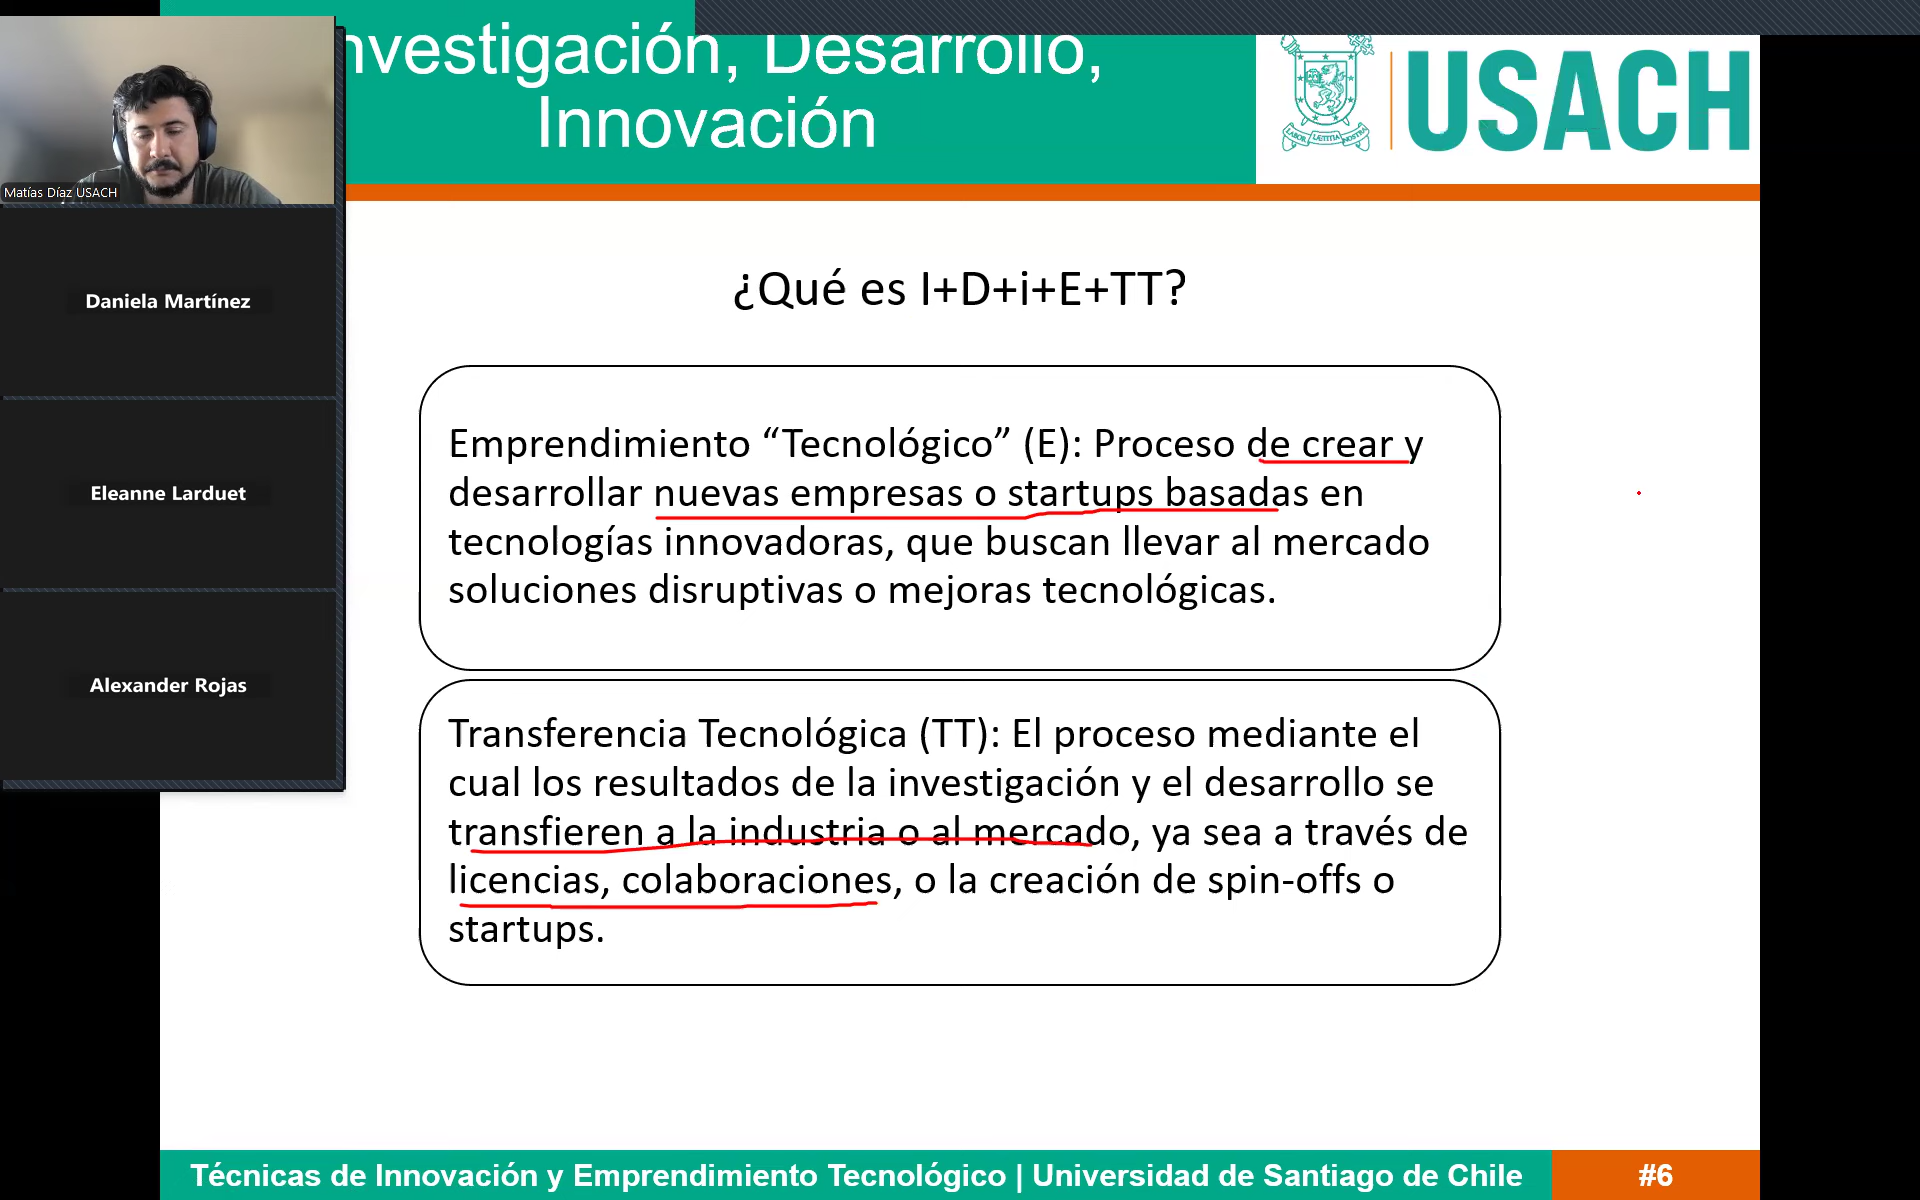 nvestigación, Desarrollo,
Innovación
LABOR LÆTITIA NOSTRA
USACH
Matías Díaz USACH
Daniela Martínez
Eleanne Larduet
Alexander Rojas
¿Qué es I+D+i+E+TT?
Emprendimiento “Tecnológico” (E): Proceso de crear y
desarrollar nuevas empresas o startups basadas en
tecnologías innovadoras, que buscan llevar al mercado
soluciones disruptivas o mejoras tecnológicas.
Transferencia Tecnológica (TT): El proceso mediante el
cual los resultados de la investigación y el desarrollo se
transfieren a la industria o al mercado, ya sea a través de
licencias, colaboraciones, o la creación de spin-offs o
startups.
Técnicas de Innovación y Emprendimiento Tecnológico | Universidad de Santiago de Chile
#6